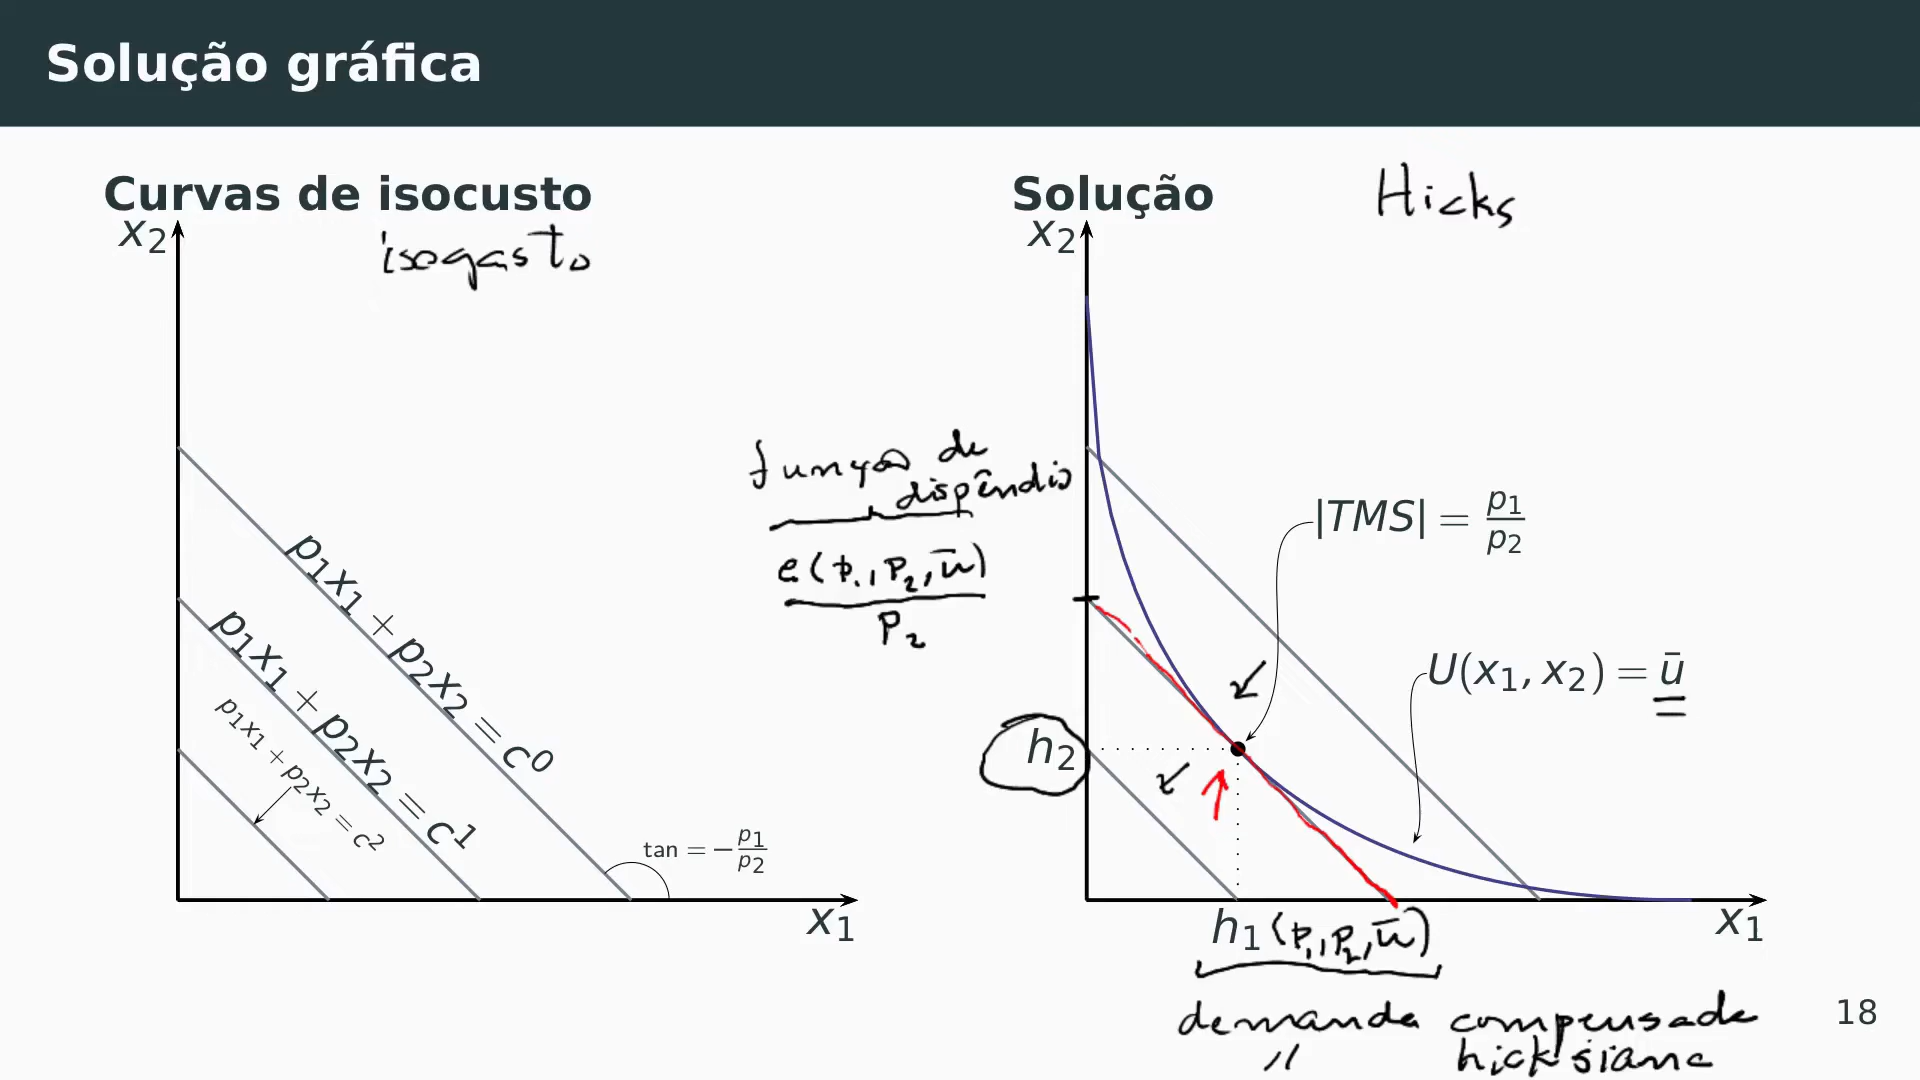 Solução gráfica
Curvas de isocusto
isogasto
x2
p1x1 + p2x2 = c0
p1x1 + p2x2 = c1
p1x1 + p2x2 = c2
tan = −p1/p2
x1
Solução
Hicks
x2
função de
dispêndio
e(p1, p2, ū)
p2
|TMS| = p1/p2
U(x1, x2) = ū
h2
h1 (p1, p2, ū)
x1
demanda compensada
〃 hicksiana
18